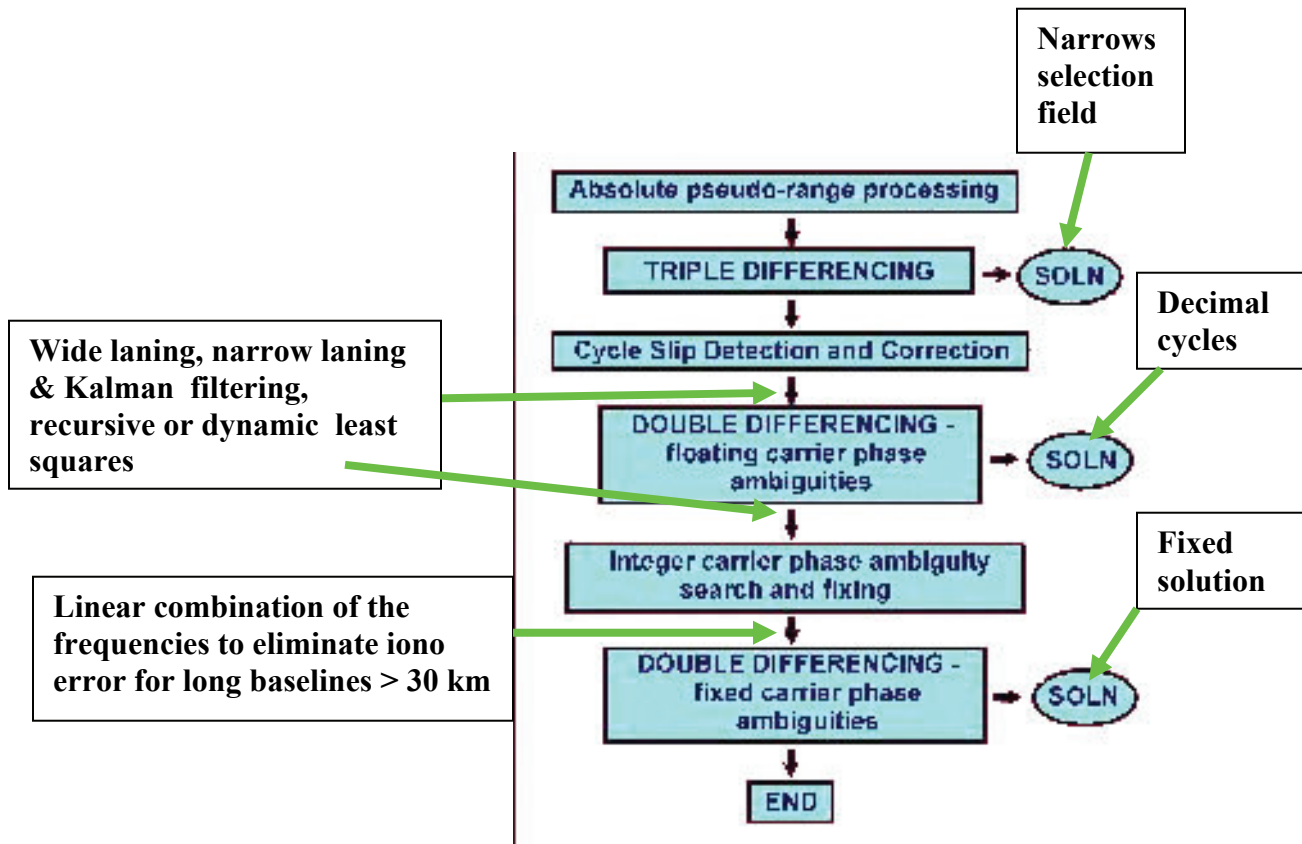 Narrows
selection
field
Absolute pseudo-range processing
TRIPLE DIFFERENCING
SOLN
Decimal
cycles
Cycle Slip Detection and Correction
Wide laning, narrow laning
& Kalman filtering,
recursive or dynamic least
squares
DOUBLE DIFFERENCING -
floating carrier phase
ambiguities
SOLN
Integer carrier phase ambiguity
search and fixing
Fixed
solution
Linear combination of the
frequencies to eliminate iono
error for long baselines > 30 km
DOUBLE DIFFERENCING -
fixed carrier phase
ambiguities
SOLN
END